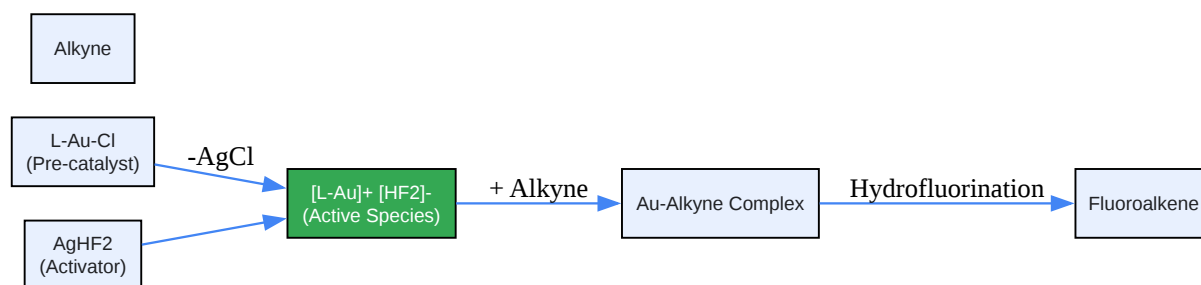 Alkyne
L-Au-Cl
(Pre-catalyst)
-AgCl
[L-Au]+ [HF2]-
(Active Species)
+ Alkyne
Au-Alkyne Complex
Hydrofluorination
Fluoroalkene
AgHF2
(Activator)